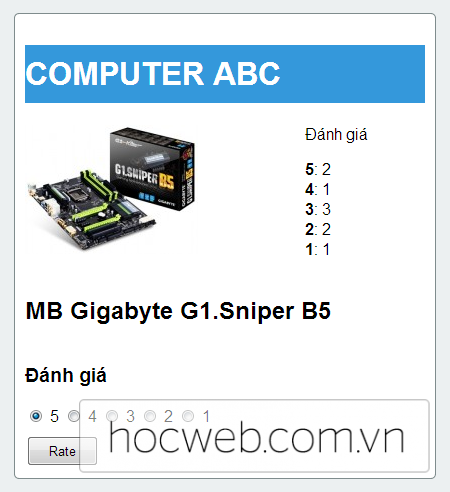 COMPUTER ABC
G1.SNIPER B5
GIGABYTE
Đánh giá
5: 2
4: 1
3: 3
2: 2
1: 1
MB Gigabyte G1.Sniper B5
Đánh giá
5 4 3 2 1
Rate
hocweb.com.vn